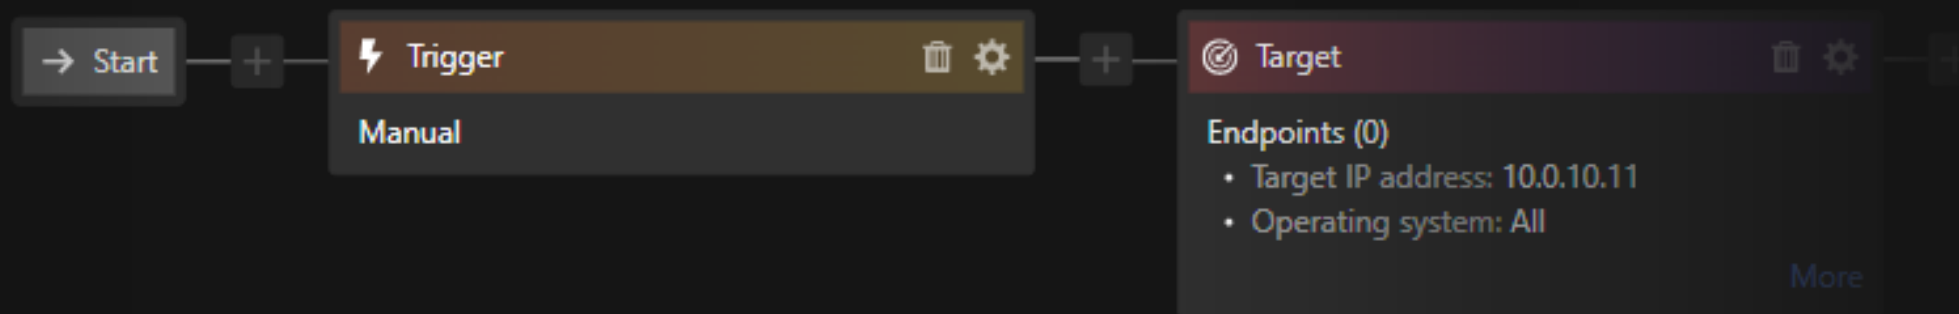 → Start
Trigger
Manual
Target
Endpoints (0)
• Target IP address: 10.0.10.11
• Operating system: All
More